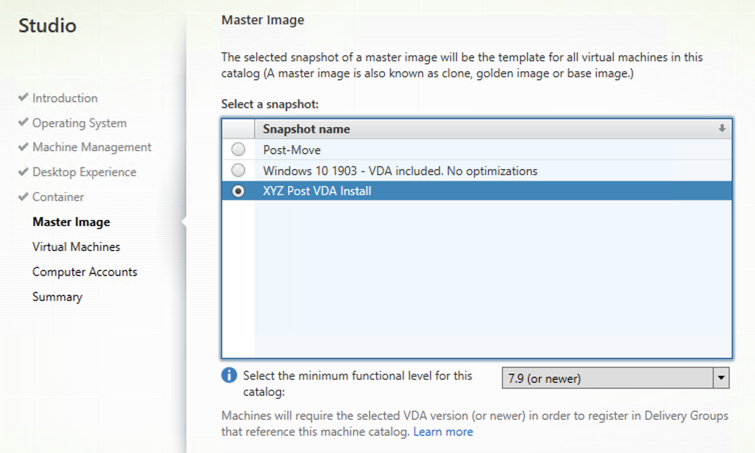 Studio
Introduction
Operating System
Machine Management
Desktop Experience
Container
Master Image
Virtual Machines
Computer Accounts
Summary
Master Image
The selected snapshot of a master image will be the template for all virtual machines in this
catalog (A master image is also known as clone, golden image or base image.)
Select a snapshot:
Snapshot name
Post-Move
Windows 10 1903 - VDA included. No optimizations
XYZ Post VDA Install
Select the minimum functional level for this
catalog:
7.9 (or newer)
Machines will require the selected VDA version (or newer) in order to register in Delivery Groups
that reference this machine catalog. Learn more